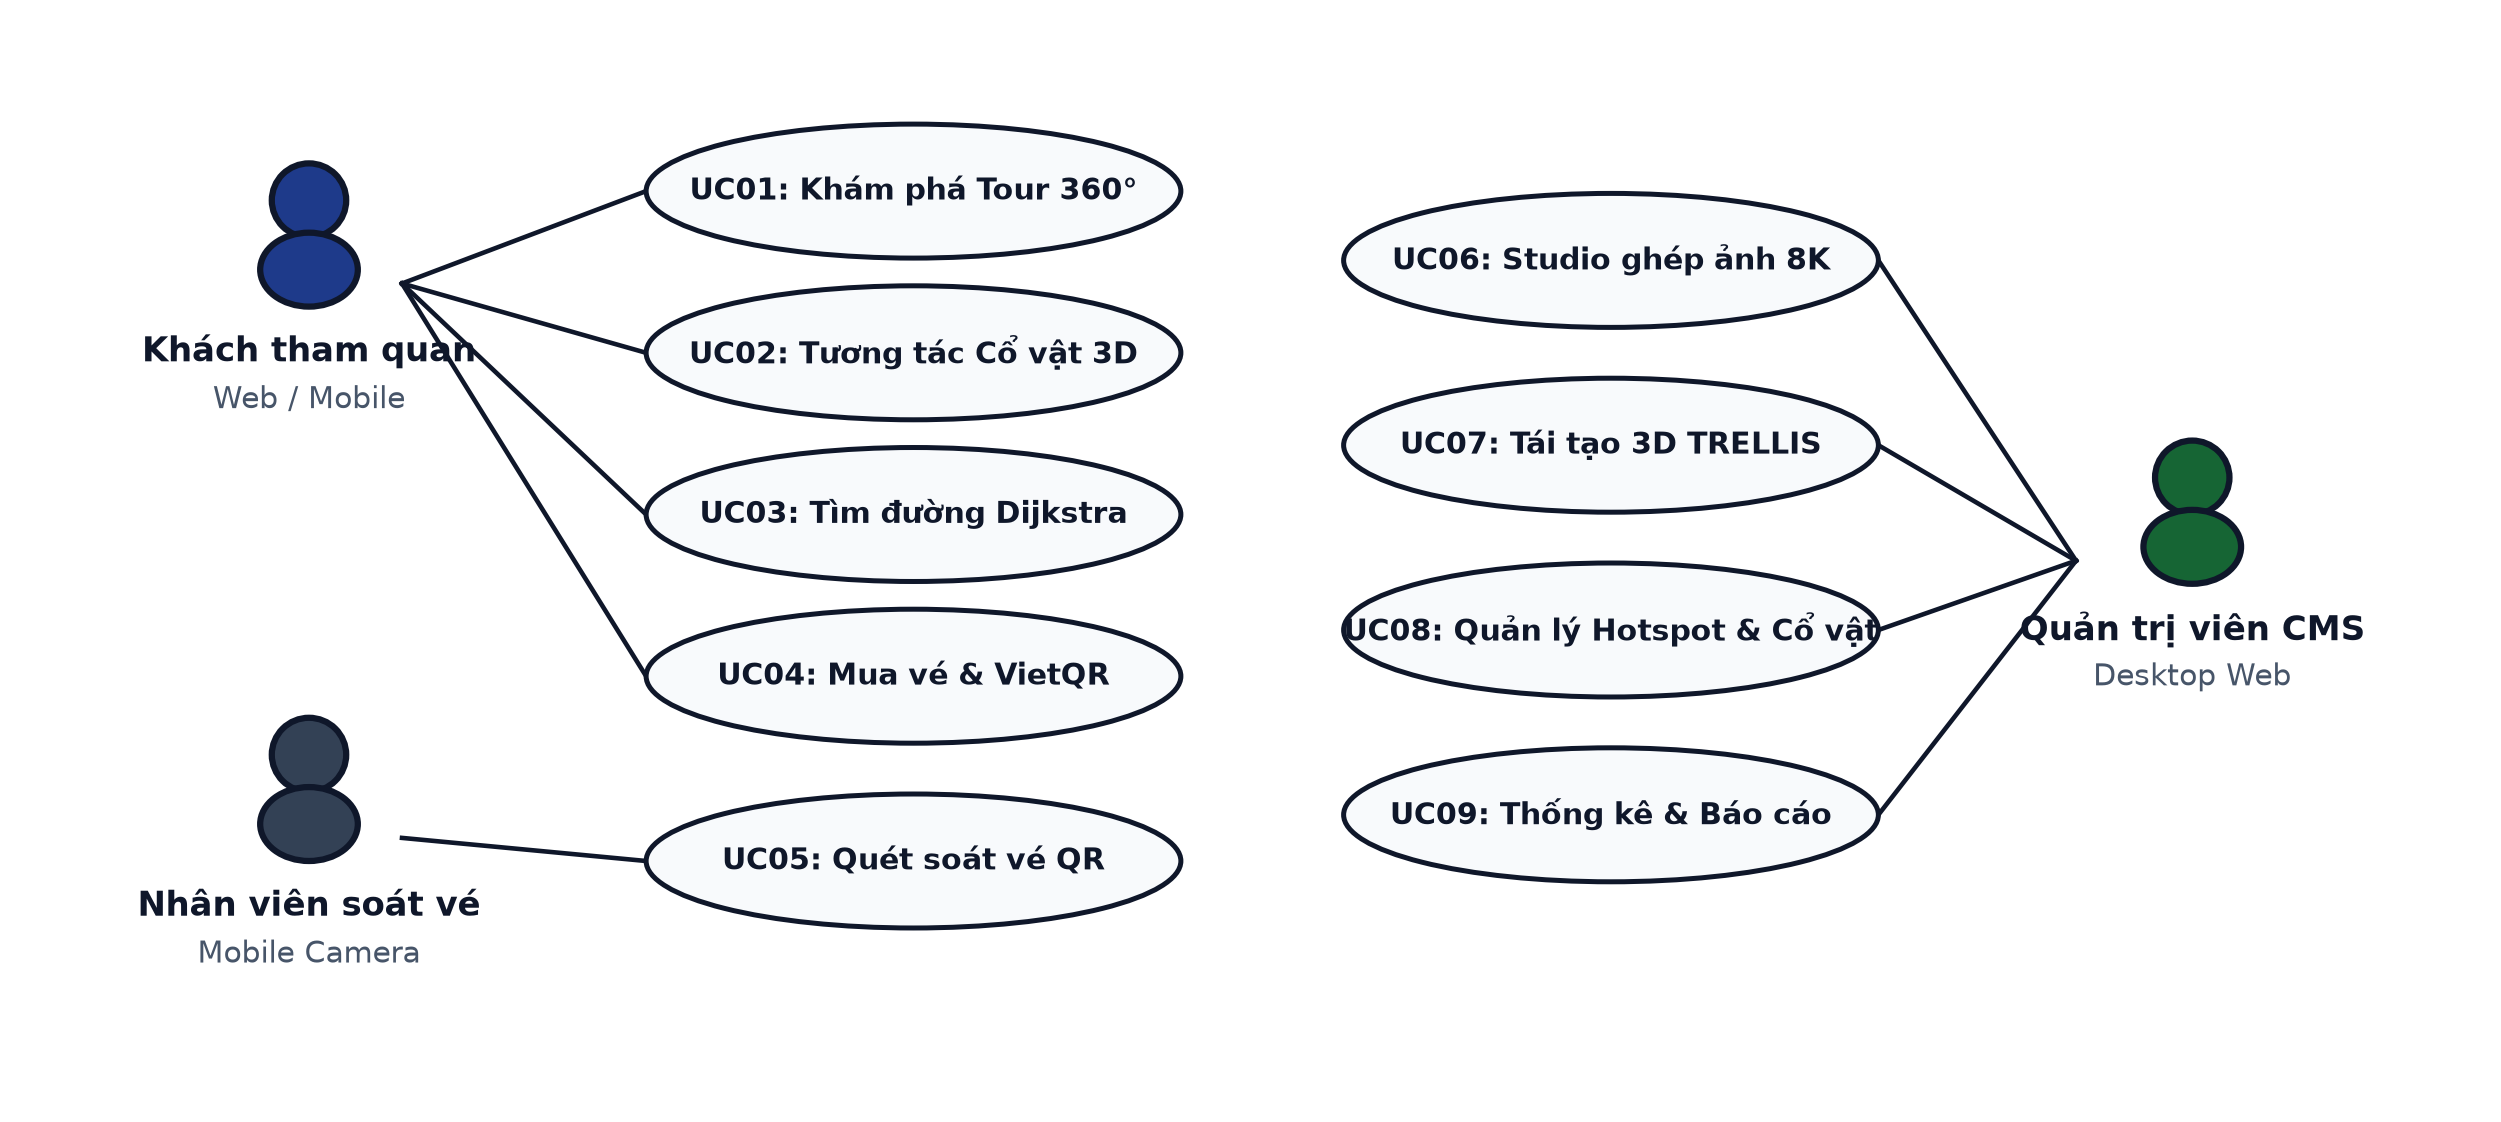 Khách tham quan
Web / Mobile
Nhân viên soát vé
Mobile Camera
UC01: Khám phá Tour 360°
UC02: Tương tác Cổ vật 3D
UC03: Tìm đường Dijkstra
UC04: Mua vé & VietQR
UC05: Quet soát vé QR
UC06: Studio ghép ảnh 8K
UC07: Tái tạo 3D TRELLIS
UC08: Quản lý Hotspot & Cổ vật
UC09: Thống kê & Báo cáo
Quản trị viên CMS
Desktop Web